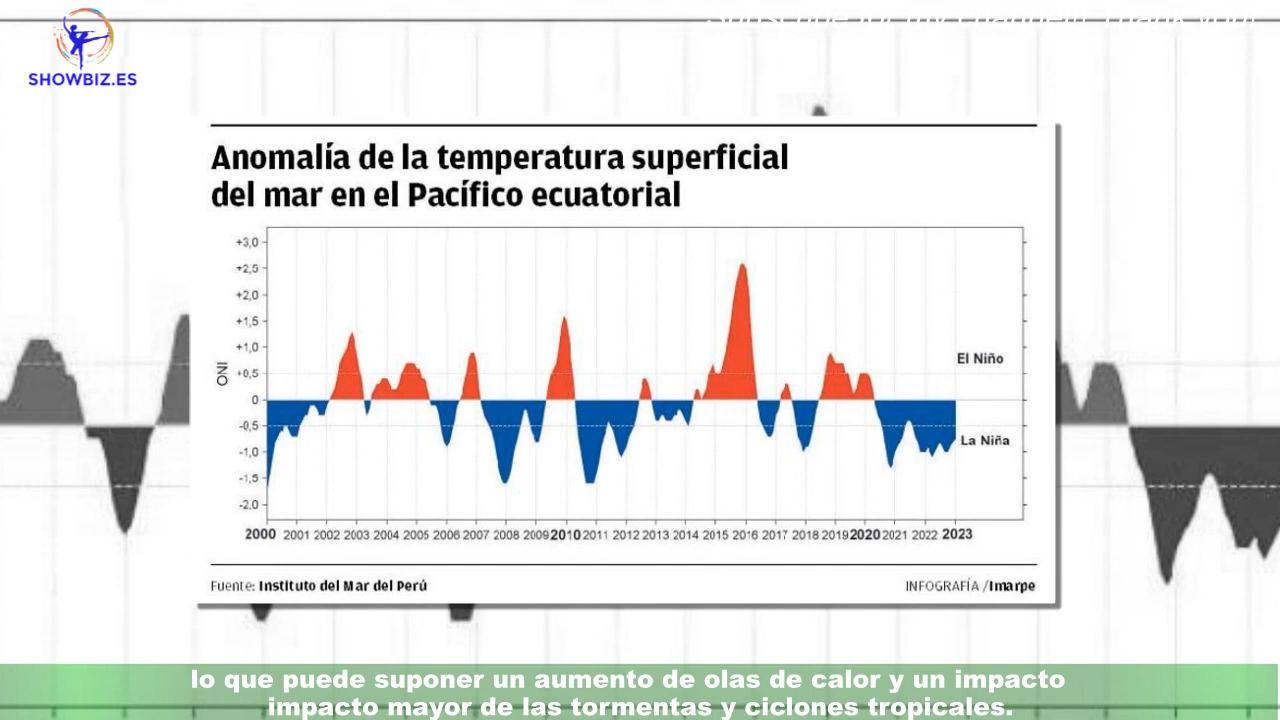 SHOWBIZ.ES
Anomalía de la temperatura superficial
del mar en el Pacífico ecuatorial
+3,0
+2,5
+2,0
+1,5
+1,0
+0,5
0
-0,5
-1,0
-1,5
-2.0
ONI
El Niño
La Niña
2000 2001 2002 2003 2004 2005 2006 2007 2008 2009 2010 2011 2012 2013 2014 2015 2016 2017 2018 2019 2020 2021 2022 2023
Fuente: Instituto del Mar del Perú
INFOGRAFÍA /Imarpe
lo que puede suponer un aumento de olas de calor y un impacto
impacto mayor de las tormentas y ciclones tropicales.